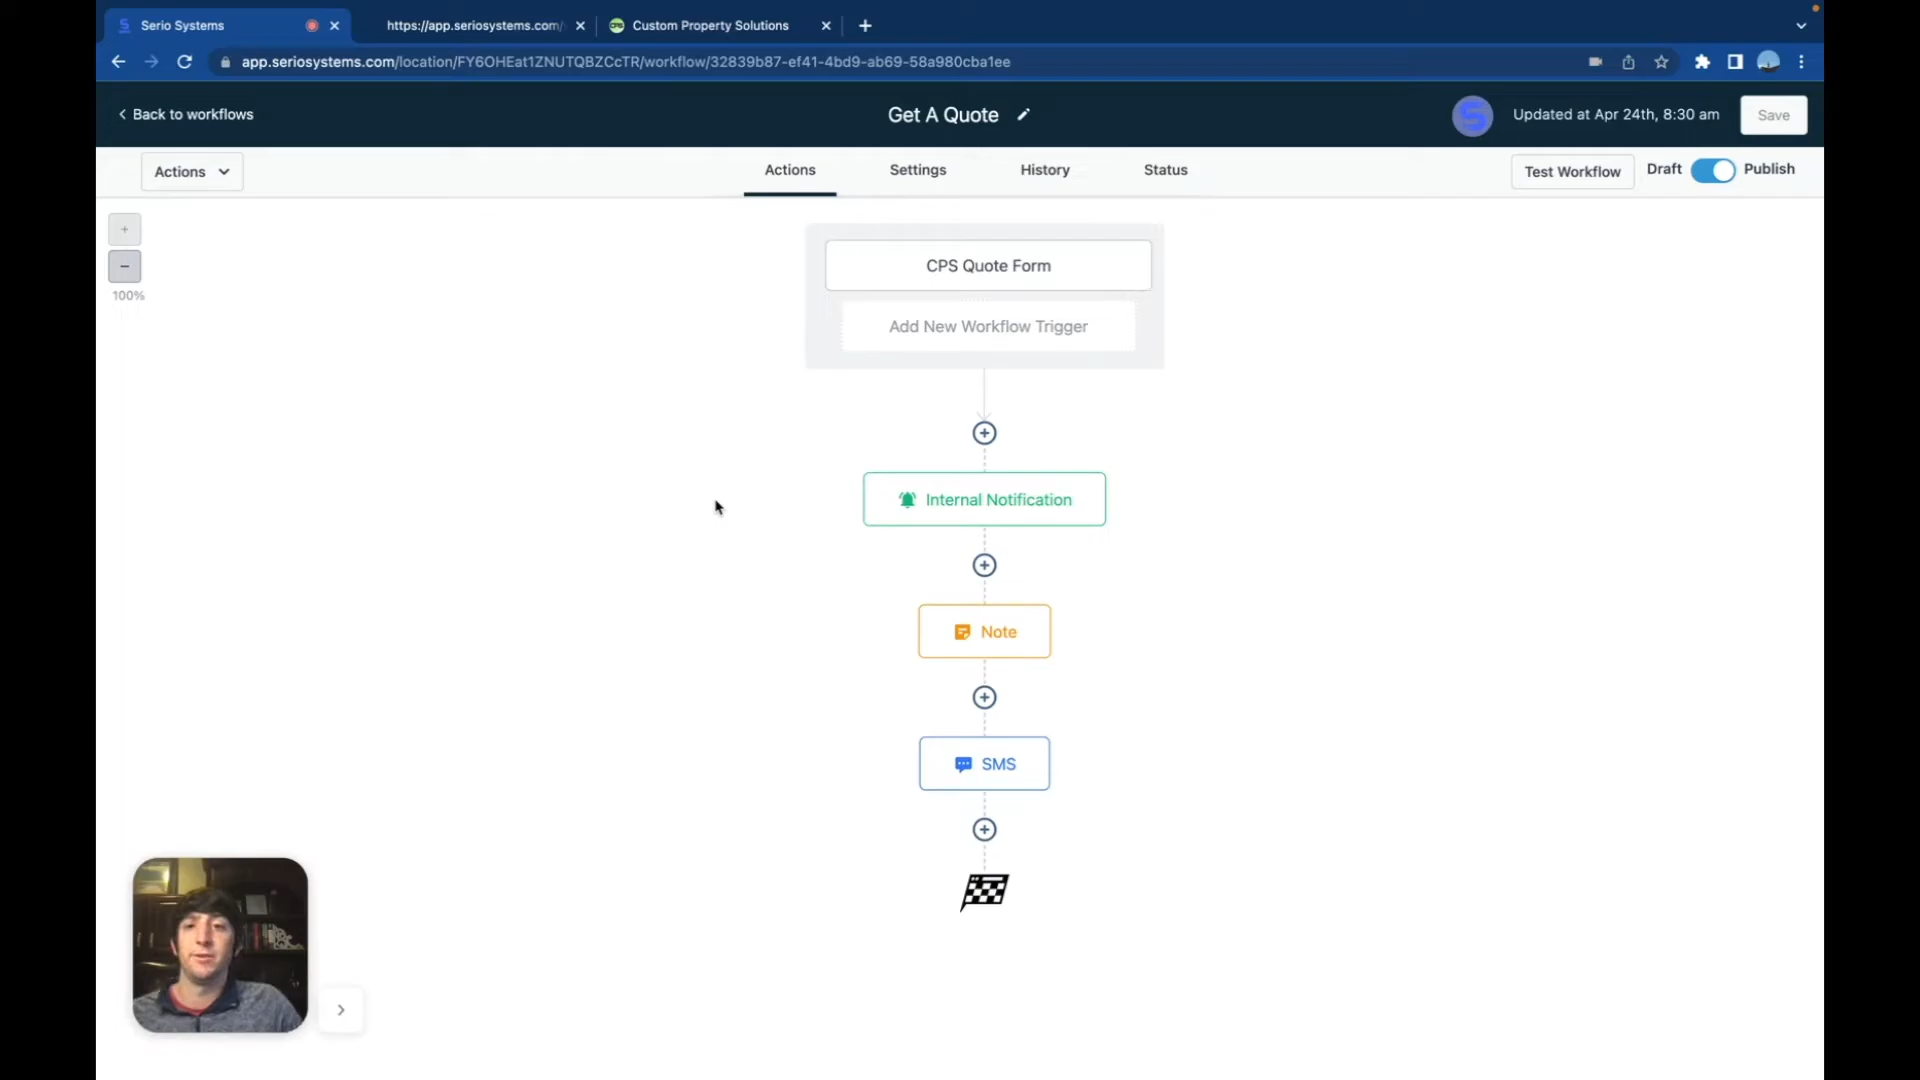 Serio Systems
https://app.seriosystems.com/
Custom Property Solutions
app.seriosystems.com/location/FY6OHEat1ZNUTQBZCcTR/workflow/32839b87-ef41-4bd9-ab69-58a980cba1ee
Back to workflows
Get A Quote
Updated at Apr 24th, 8:30 am
Save
Actions
Actions
Settings
History
Status
Test Workflow
Draft
Publish
100%
CPS Quote Form
Add New Workflow Trigger
Internal Notification
Note
SMS